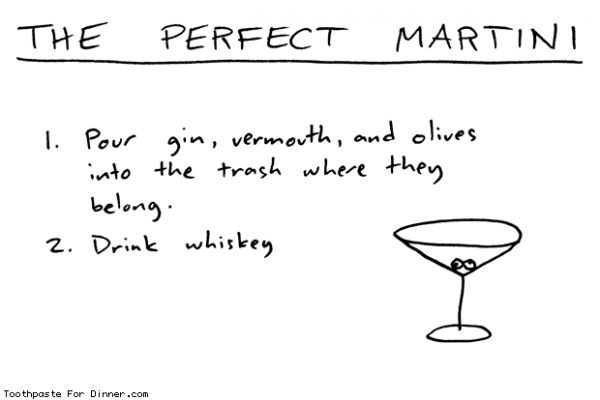 THE PERFECT MARTINI
1. Pour gin, vermouth, and olives
into the trash where they
belong.
2. Drink whiskey
Toothpaste For Dinner.com